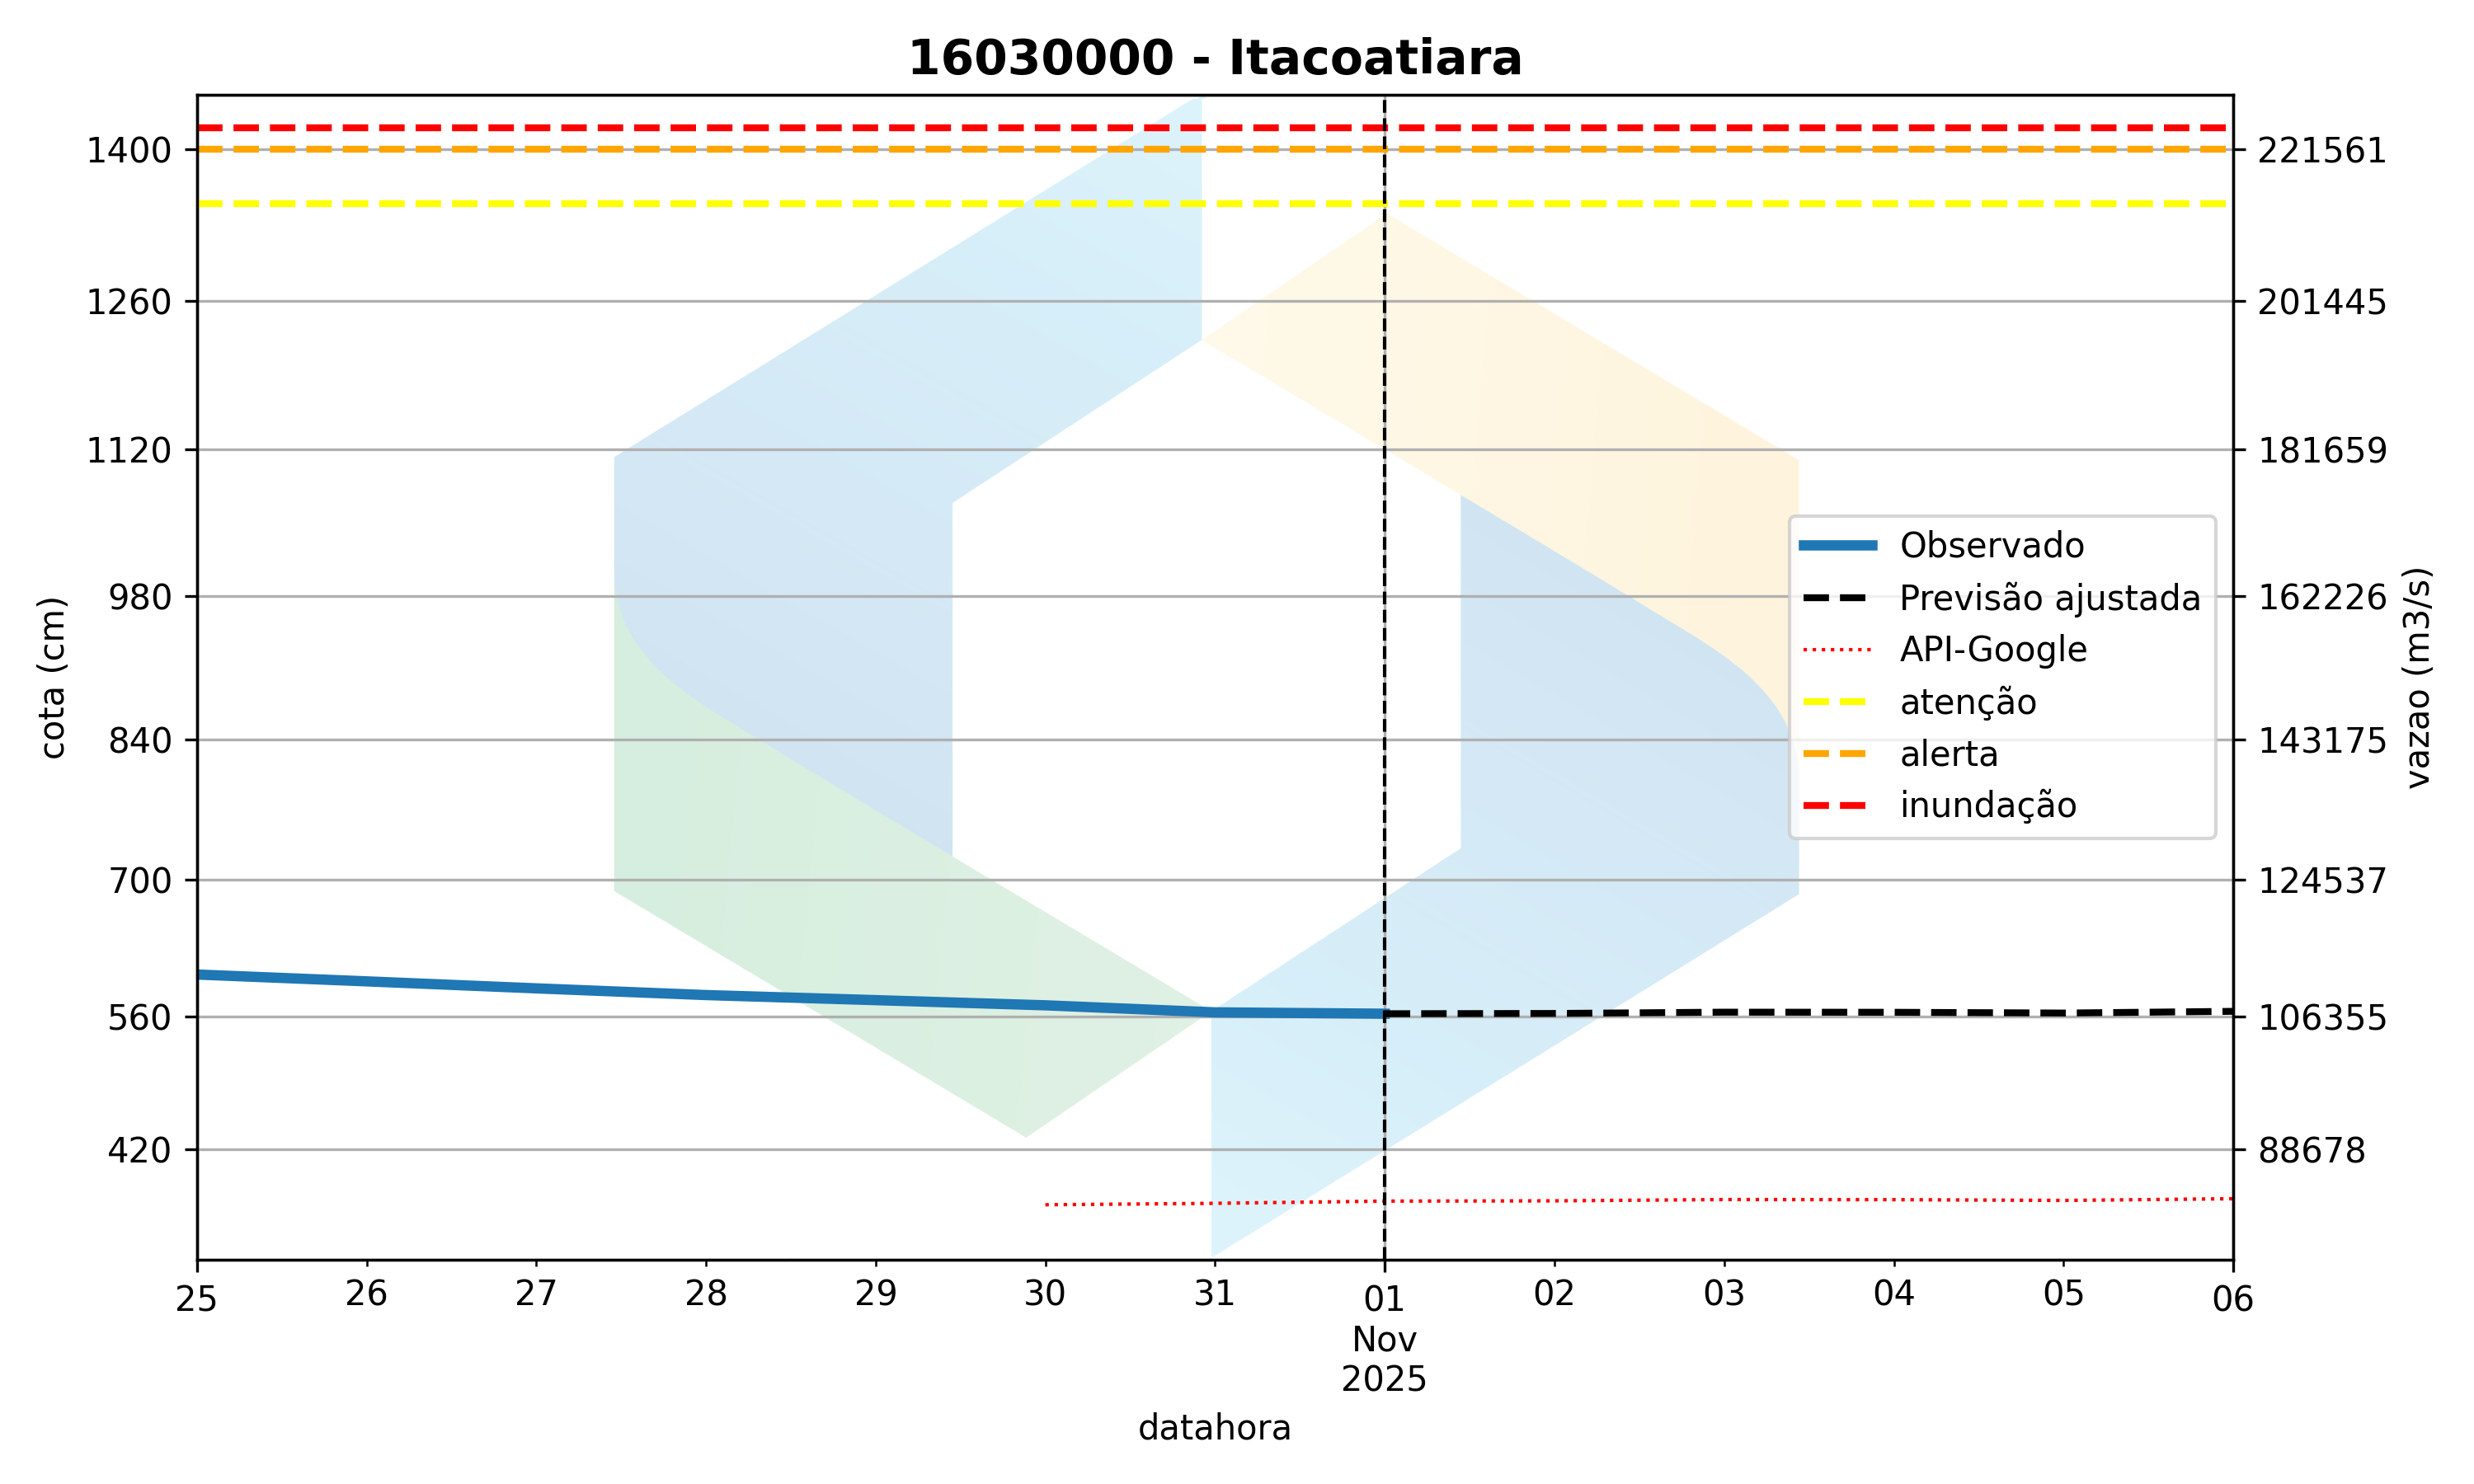 16030000 - Itacoatiara
1400
1260
1120
980
840
700
560
420
cota (cm)
221561
201445
181659
162226
143175
124537
106355
88678
vazao (m3/s)
Observado
Previsão ajustada
API-Google
atenção
alerta
inundação
25 26 27 28 29 30 31 01 02 03 04 05 06
Nov
2025
datahora